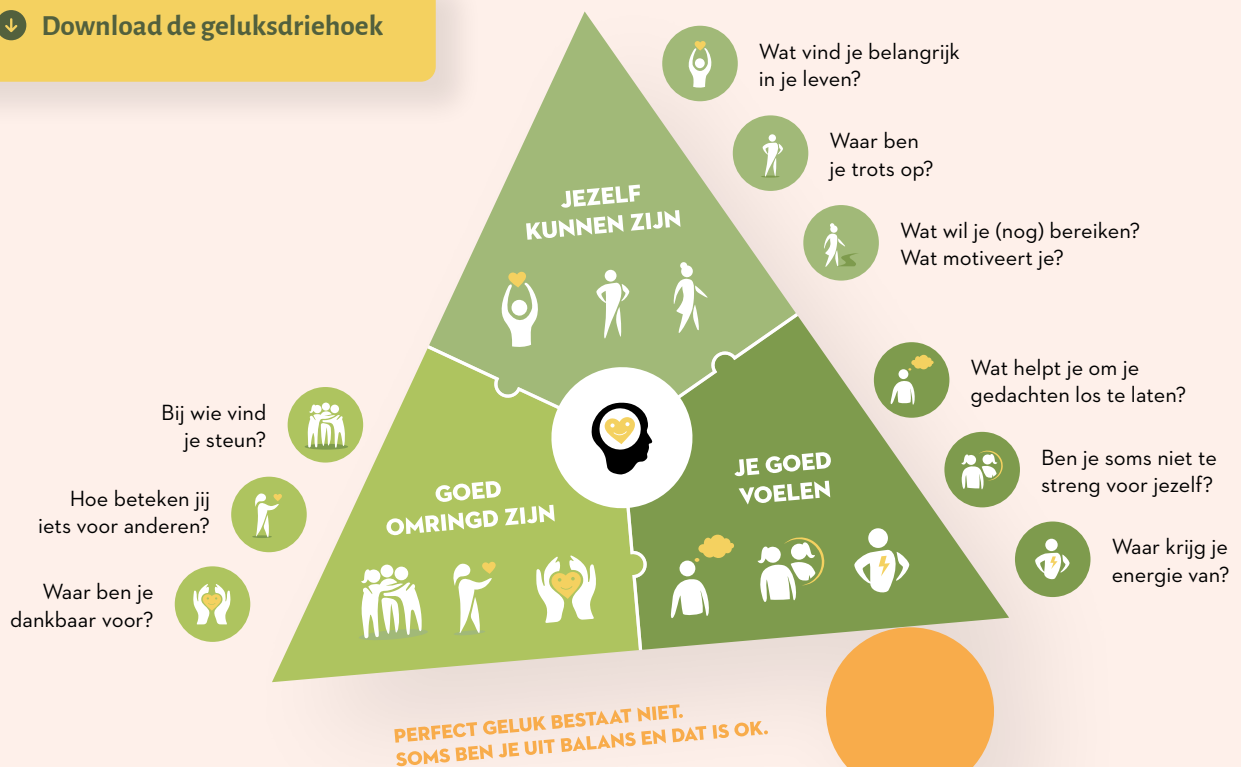 Download de geluksdriehoek
Wat vind je belangrijk
in je leven?
Waar ben
je trots op?
Wat wil je (nog) bereiken?
Wat motiveert je?
JEZELF
KUNNEN ZIJN
Wat helpt je om je
gedachten los te laten?
Ben je soms niet te
streng voor jezelf?
Waar krijg je
energie van?
JE GOED
VOELEN
Bij wie vind
je steun?
Hoe beteken jij
iets voor anderen?
Waar ben je
dankbaar voor?
GOED
OMRINGD ZIJN
PERFECT GELUK BESTAAT NIET.
SOMS BEN JE UIT BALANS EN DAT IS OK.